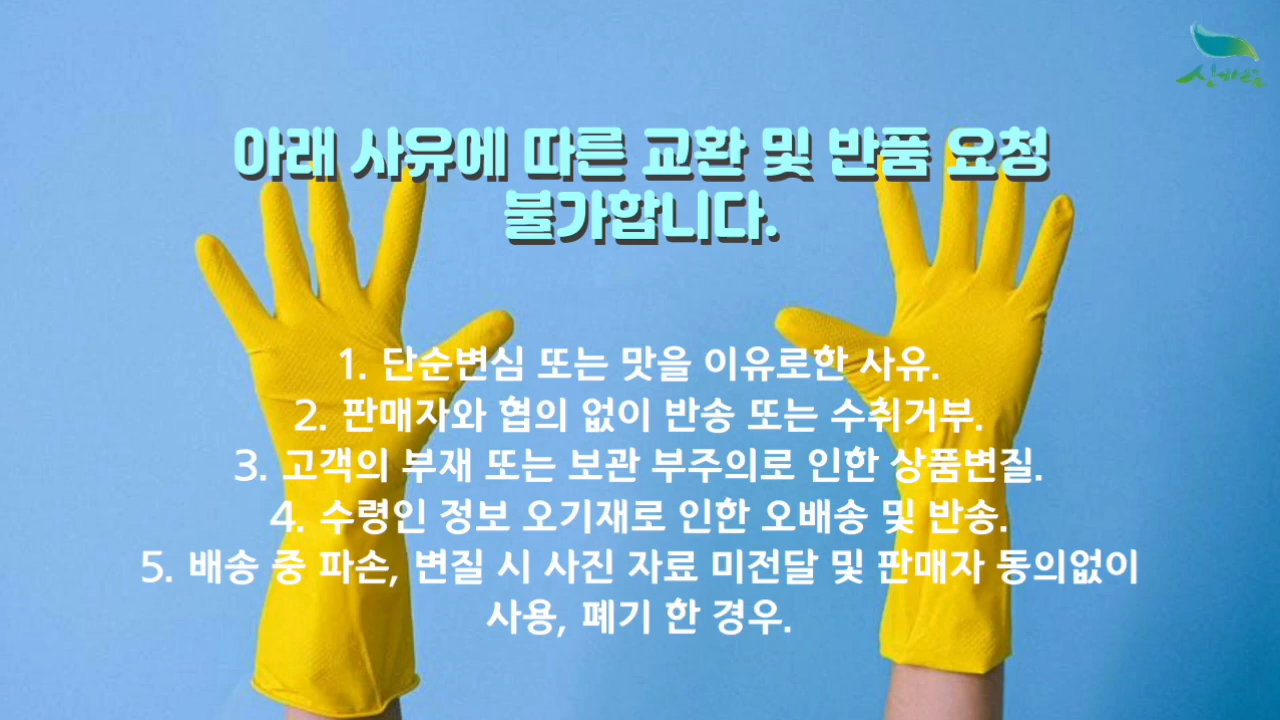 아래 사유에 따른 교환 및 반품 요청
불가합니다.
1. 단순변심 또는 맛을 이유로한 사유.
2. 판매자와 협의 없이 반송 또는 수취거부.
3. 고객의 부재 또는 보관 부주의로 인한 상품변질.
4. 수령인 정보 오기재로 인한 오배송 및 반송.
5. 배송 중 파손, 변질 시 사진 자료 미전달 및 판매자 동의없이
사용, 폐기 한 경우.